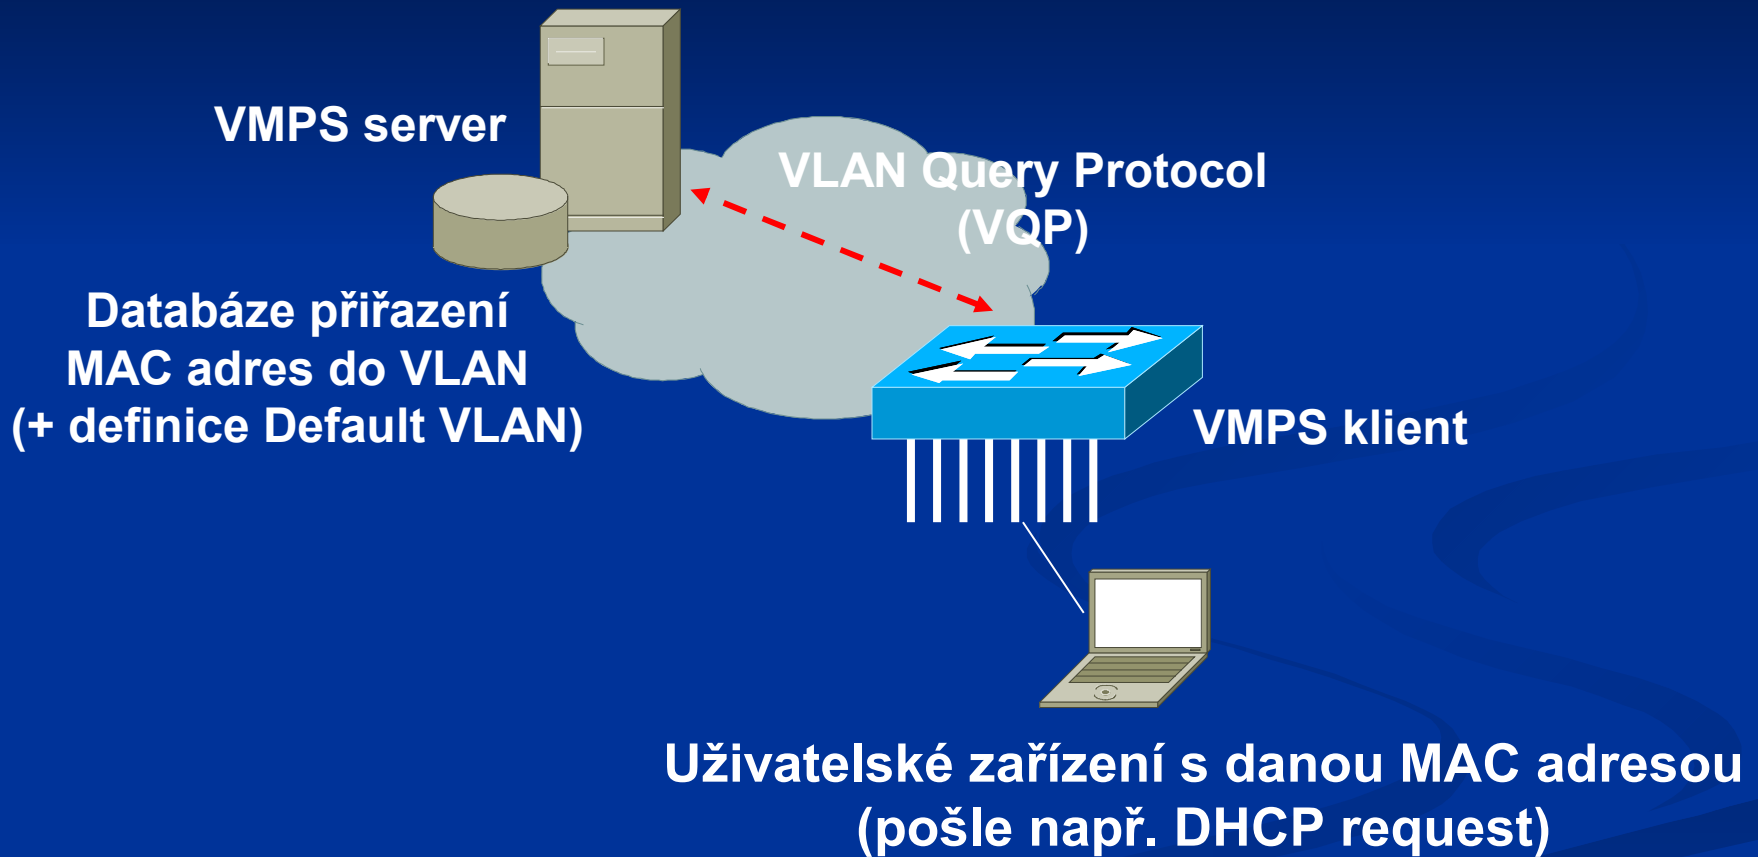 VMPS server
VLAN Query Protocol
(VQP)
Databáze přiřazení
MAC adres do VLAN
(+ definice Default VLAN)
VMPS klient
Uživatelské zařízení s danou MAC adresou
(pošle např. DHCP request)